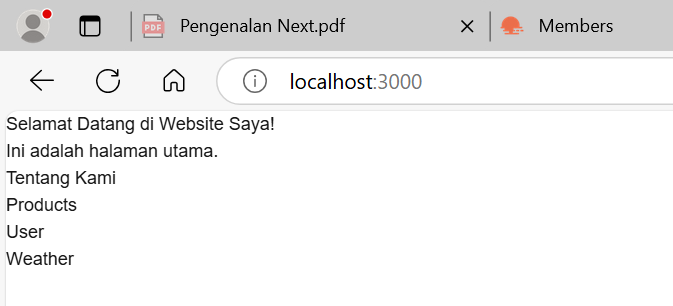 PDF
Pengenalan Next.pdf
Members
localhost:3000
Selamat Datang di Website Saya!
Ini adalah halaman utama.
Tentang Kami
Products
User
Weather